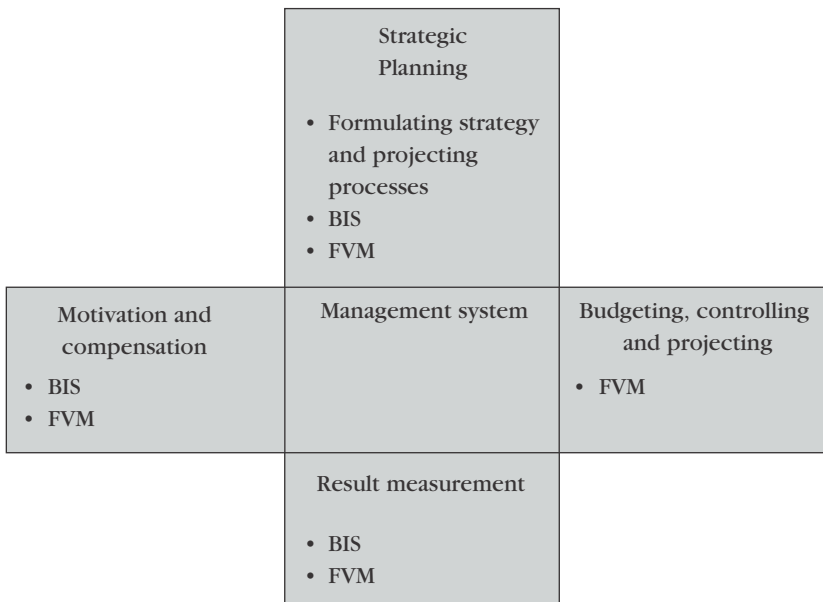 Strategic
Planning
• Formulating strategy
and projecting
processes
• BIS
• FVM
Motivation and
compensation
• BIS
• FVM
Management system
Budgeting, controlling
and projecting
• FVM
Result measurement
• BIS
• FVM